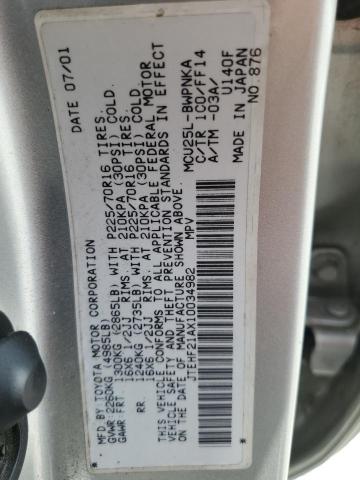 MFD. BY TOYOTA MOTOR CORPORATION DATE 07/01
GVWR 2260KG (4985LB)
GAWR FRT. 1300KG (2865LB) WITH P225/70R16 TIRES.
16X6 1/2JJ RIMS. AT 210KPA (30PSI) COLD.
RR 1240KG (2735LB) WITH P225/70R16 TIRES.
16X6 1/2JJ RIMS. AT 210KPA (30PSI) COLD.
THIS VEHICLE CONFORMS TO ALL APPLICABLE FEDERAL MOTOR
VEHICLE SAFETY AND THEFT PREVENTION STANDARDS IN EFFECT
ON THE DATE OF MANUFACTURE SHOWN ABOVE.
JTEHF21AX10034982 MPV
MCU25L-BWPNKA
C/TR 1C0/FF14
A/TM -03A/ U140F
MADE IN JAPAN
NO.876